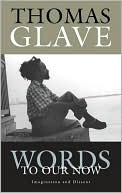 THOMAS
GLAVE
WORDS
TO OUR NOW
Imagination and Dissent